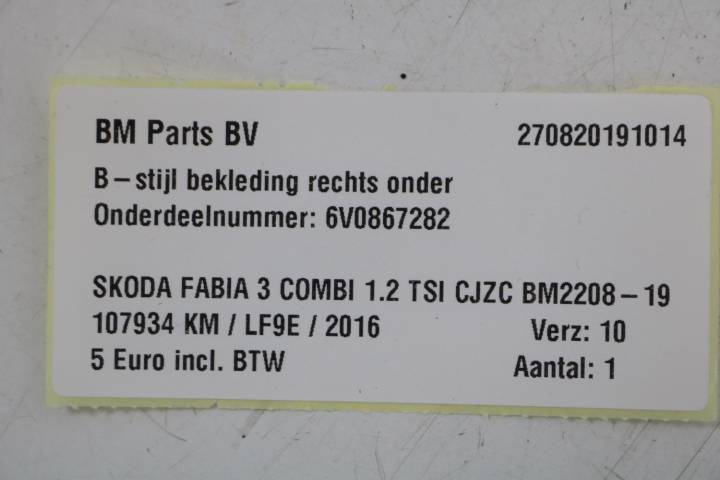 BM Parts BV 270820191014
B-stijl bekleding rechts onder
Onderdeelnummer: 6V0867282
SKODA FABIA 3 COMBI 1.2 TSI CJZC BM2208-19
107934 KM / LF9E / 2016 Verz: 10
5 Euro incl. BTW Aantal: 1